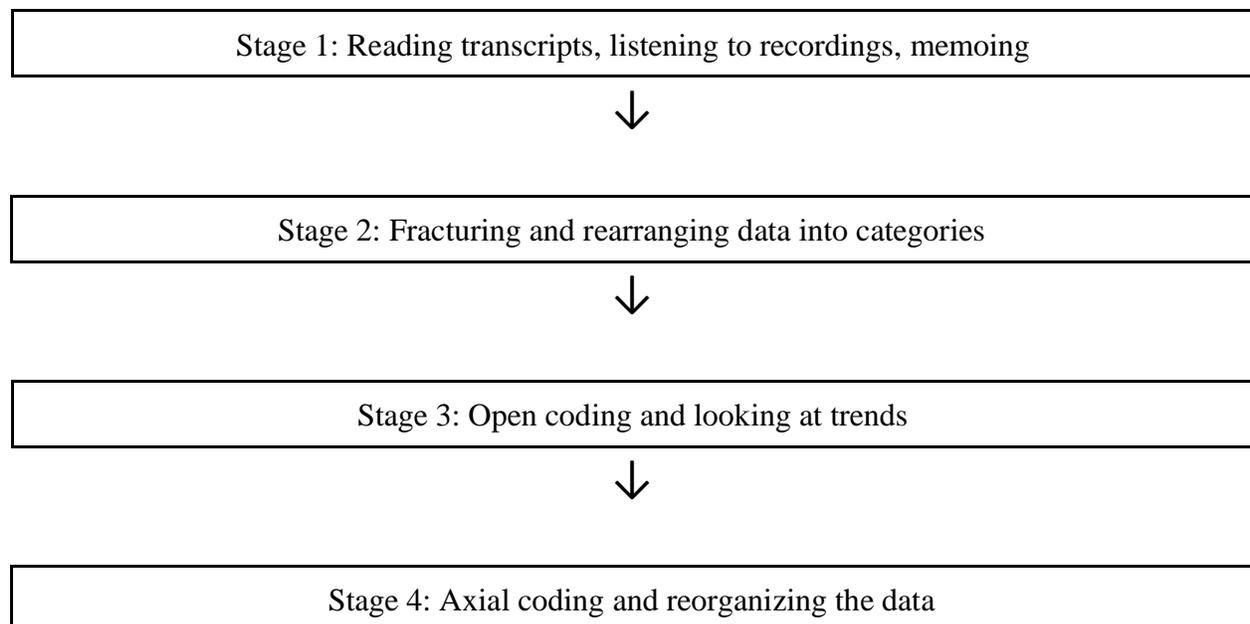 Stage 1: Reading transcripts, listening to recordings, memoing
Stage 2: Fracturing and rearranging data into categories
Stage 3: Open coding and looking at trends
Stage 4: Axial coding and reorganizing the data